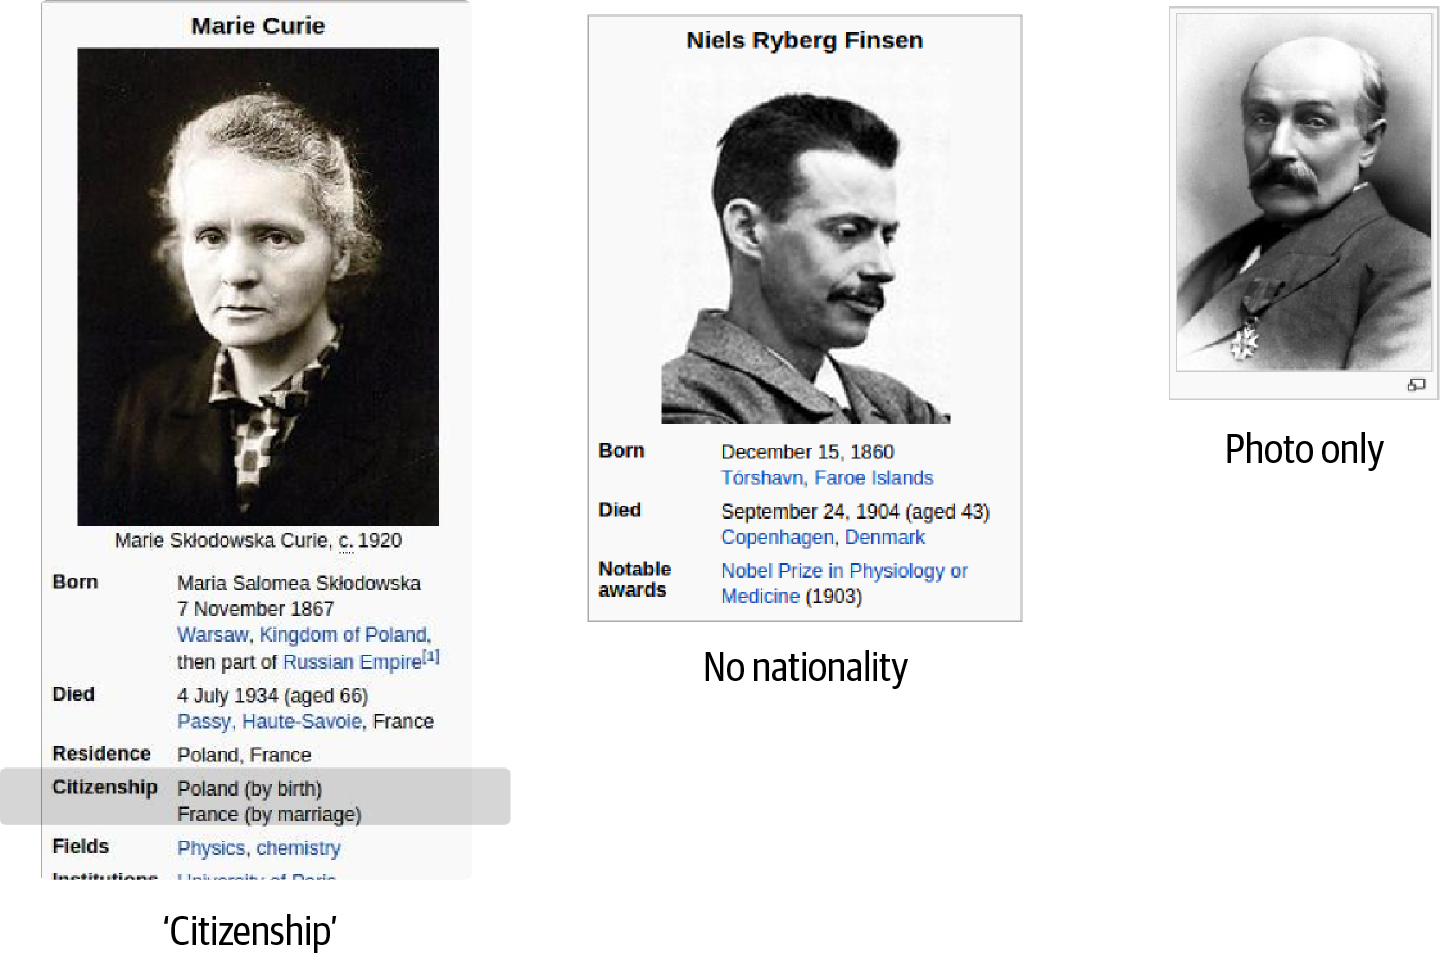 Marie Curie
Marie Skłodowska Curie, c. 1920
Born Maria Salomea Skłodowska
7 November 1867
Warsaw, Kingdom of Poland,
then part of Russian Empire[1]
Died 4 July 1934 (aged 66)
Passy, Haute-Savoie, France
Residence Poland, France
Citizenship Poland (by birth)
France (by marriage)
Fields Physics, chemistry
Institutions University of Paris
‘Citizenship’
Niels Ryberg Finsen
Born December 15, 1860
Tórshavn, Faroe Islands
Died September 24, 1904 (aged 43)
Copenhagen, Denmark
Notable Nobel Prize in Physiology or
awards Medicine (1903)
No nationality
Photo only